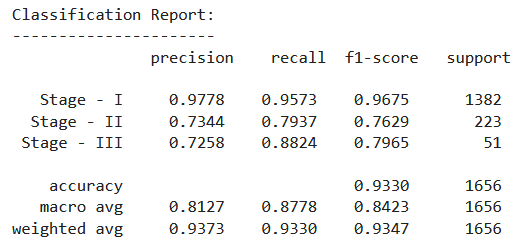 Classification Report:
----------------------
precision recall f1-score support
Stage - I 0.9778 0.9573 0.9675 1382
Stage - II 0.7344 0.7937 0.7629 223
Stage - III 0.7258 0.8824 0.7965 51
accuracy 0.9330 1656
macro avg 0.8127 0.8778 0.8423 1656
weighted avg 0.9373 0.9330 0.9347 1656